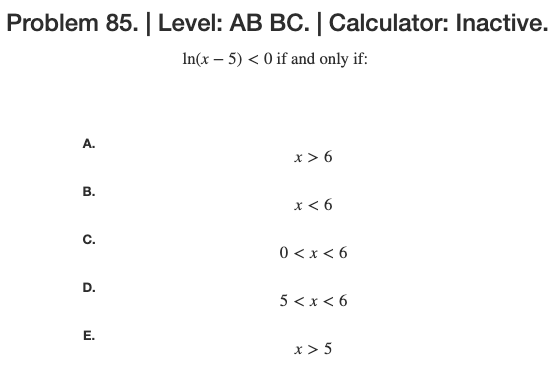 Problem 85. | Level: AB BC. | Calculator: Inactive.
ln(x − 5) < 0 if and only if:
A.
x > 6
B.
x < 6
C.
0 < x < 6
D.
5 < x < 6
E.
x > 5